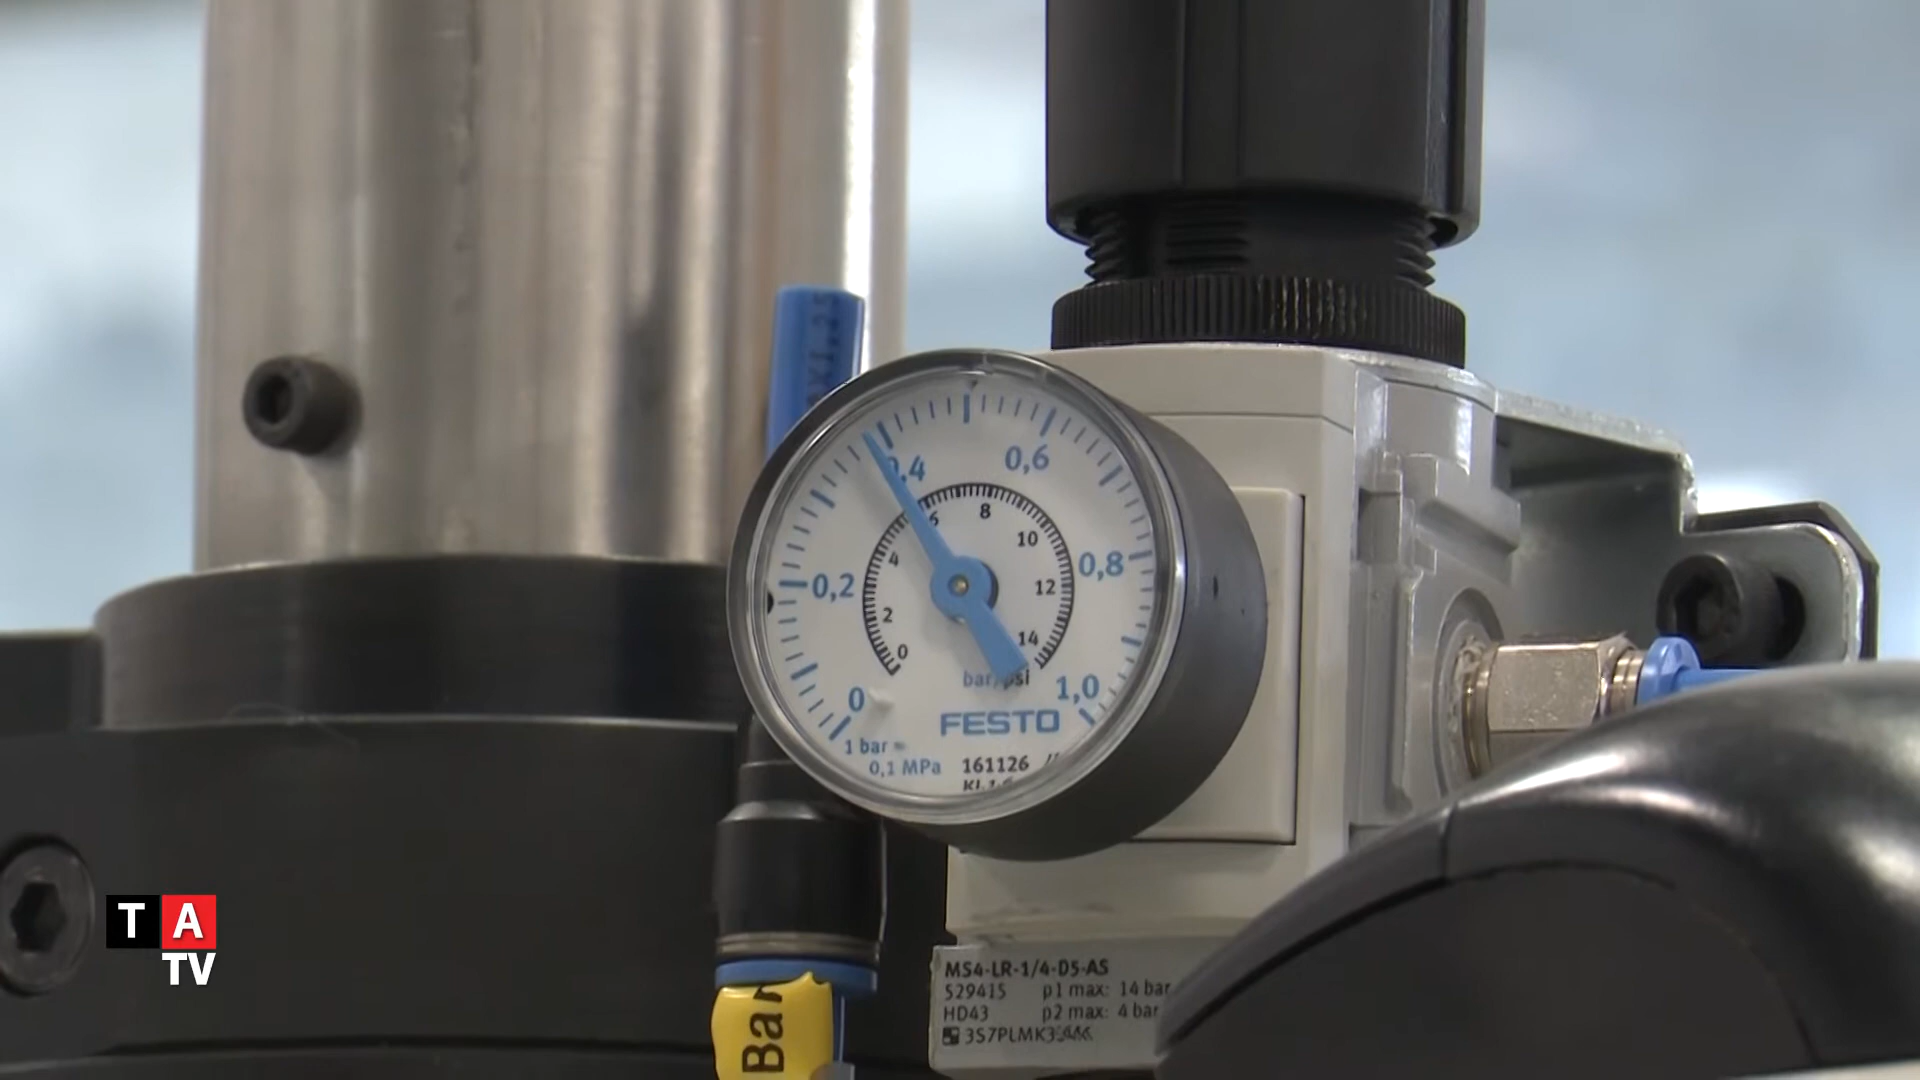 0,4
0,6
0,2
0,8
0
1,0
6
8
4
10
12
2
14
0
bar/psi
FESTO
1 bar =
0,1 MPa
161126
MS4-LR-1/4-D5-AS
529415 p1 max: 14 bar
HD43 p2 max: 4 bar
Bar
TA
TV